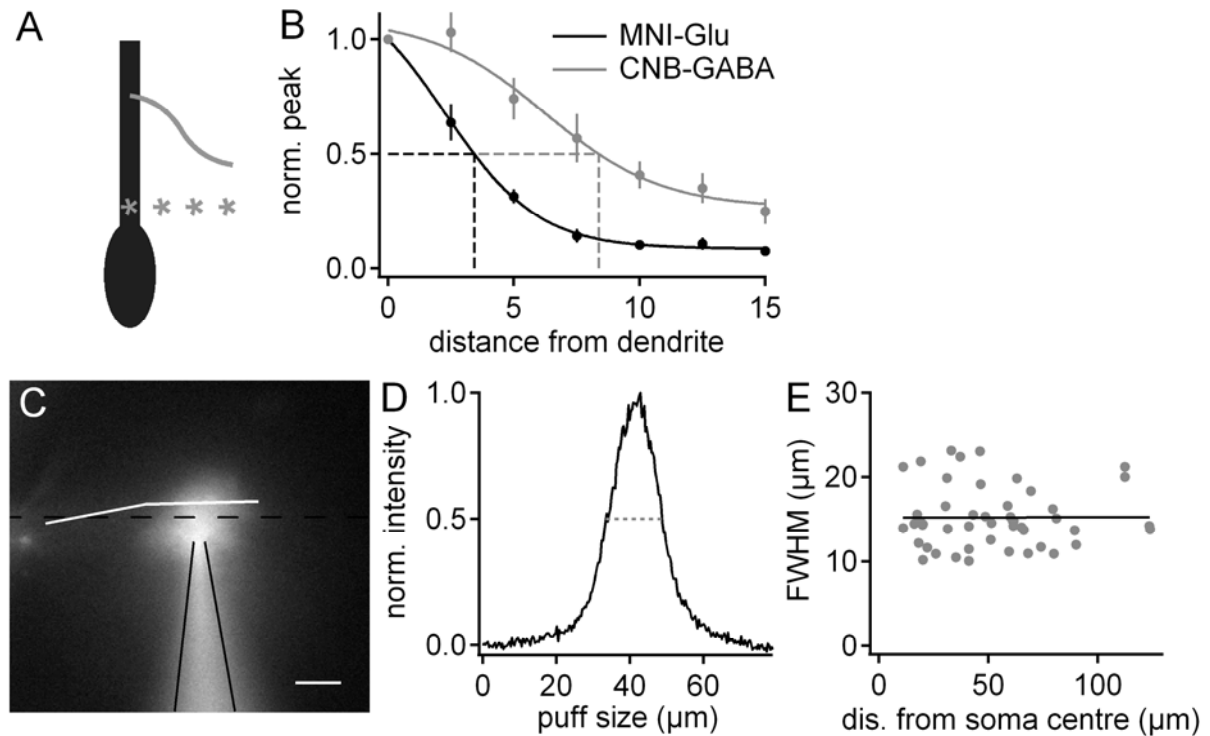 A
* * * *
B
norm. peak
1.0
0.5
0.0
MNI-Glu
CNB-GABA
0
5
10
15
distance from dendrite
C
D
norm. intensity
1.0
0.5
0.0
0
20
40
60
puff size (µm)
E
FWHM (µm)
30
20
10
0
0
50
100
dis. from soma centre (µm)